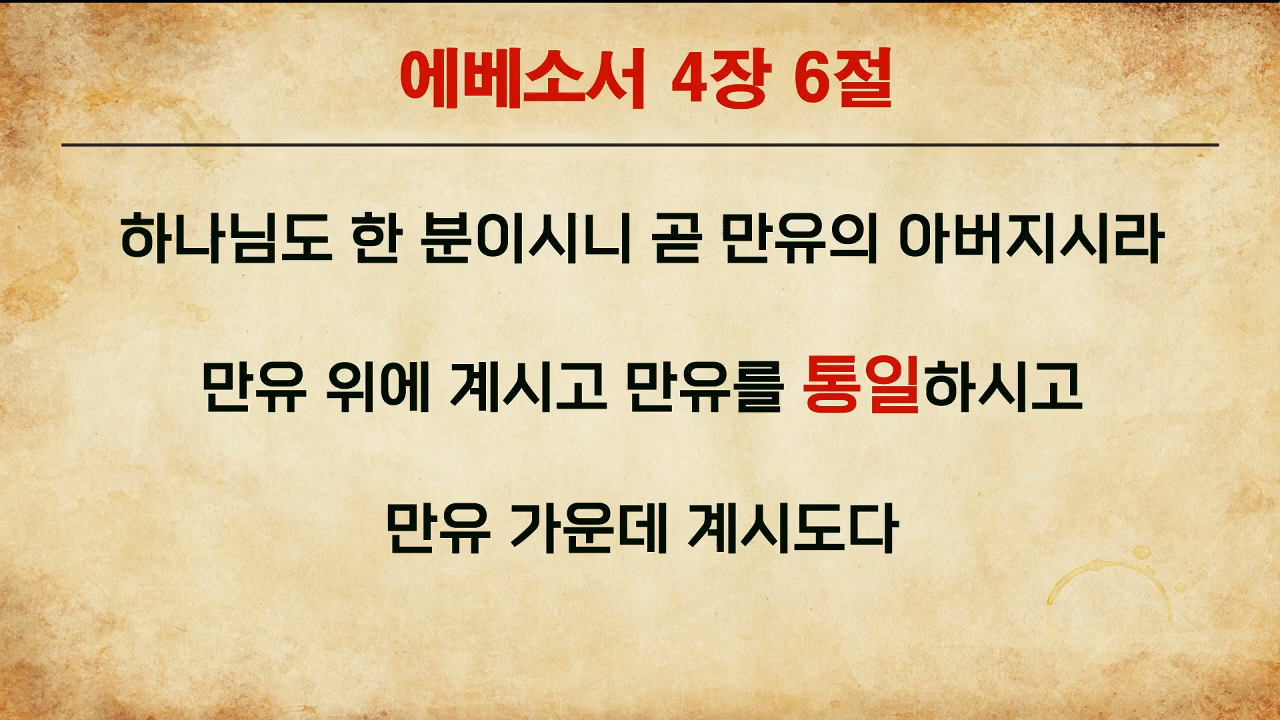 에베소서 4장 6절
하나님도 한 분이시니 곧 만유의 아버지시라
만유 위에 계시고 만유를 통일하시고
만유 가운데 계시도다